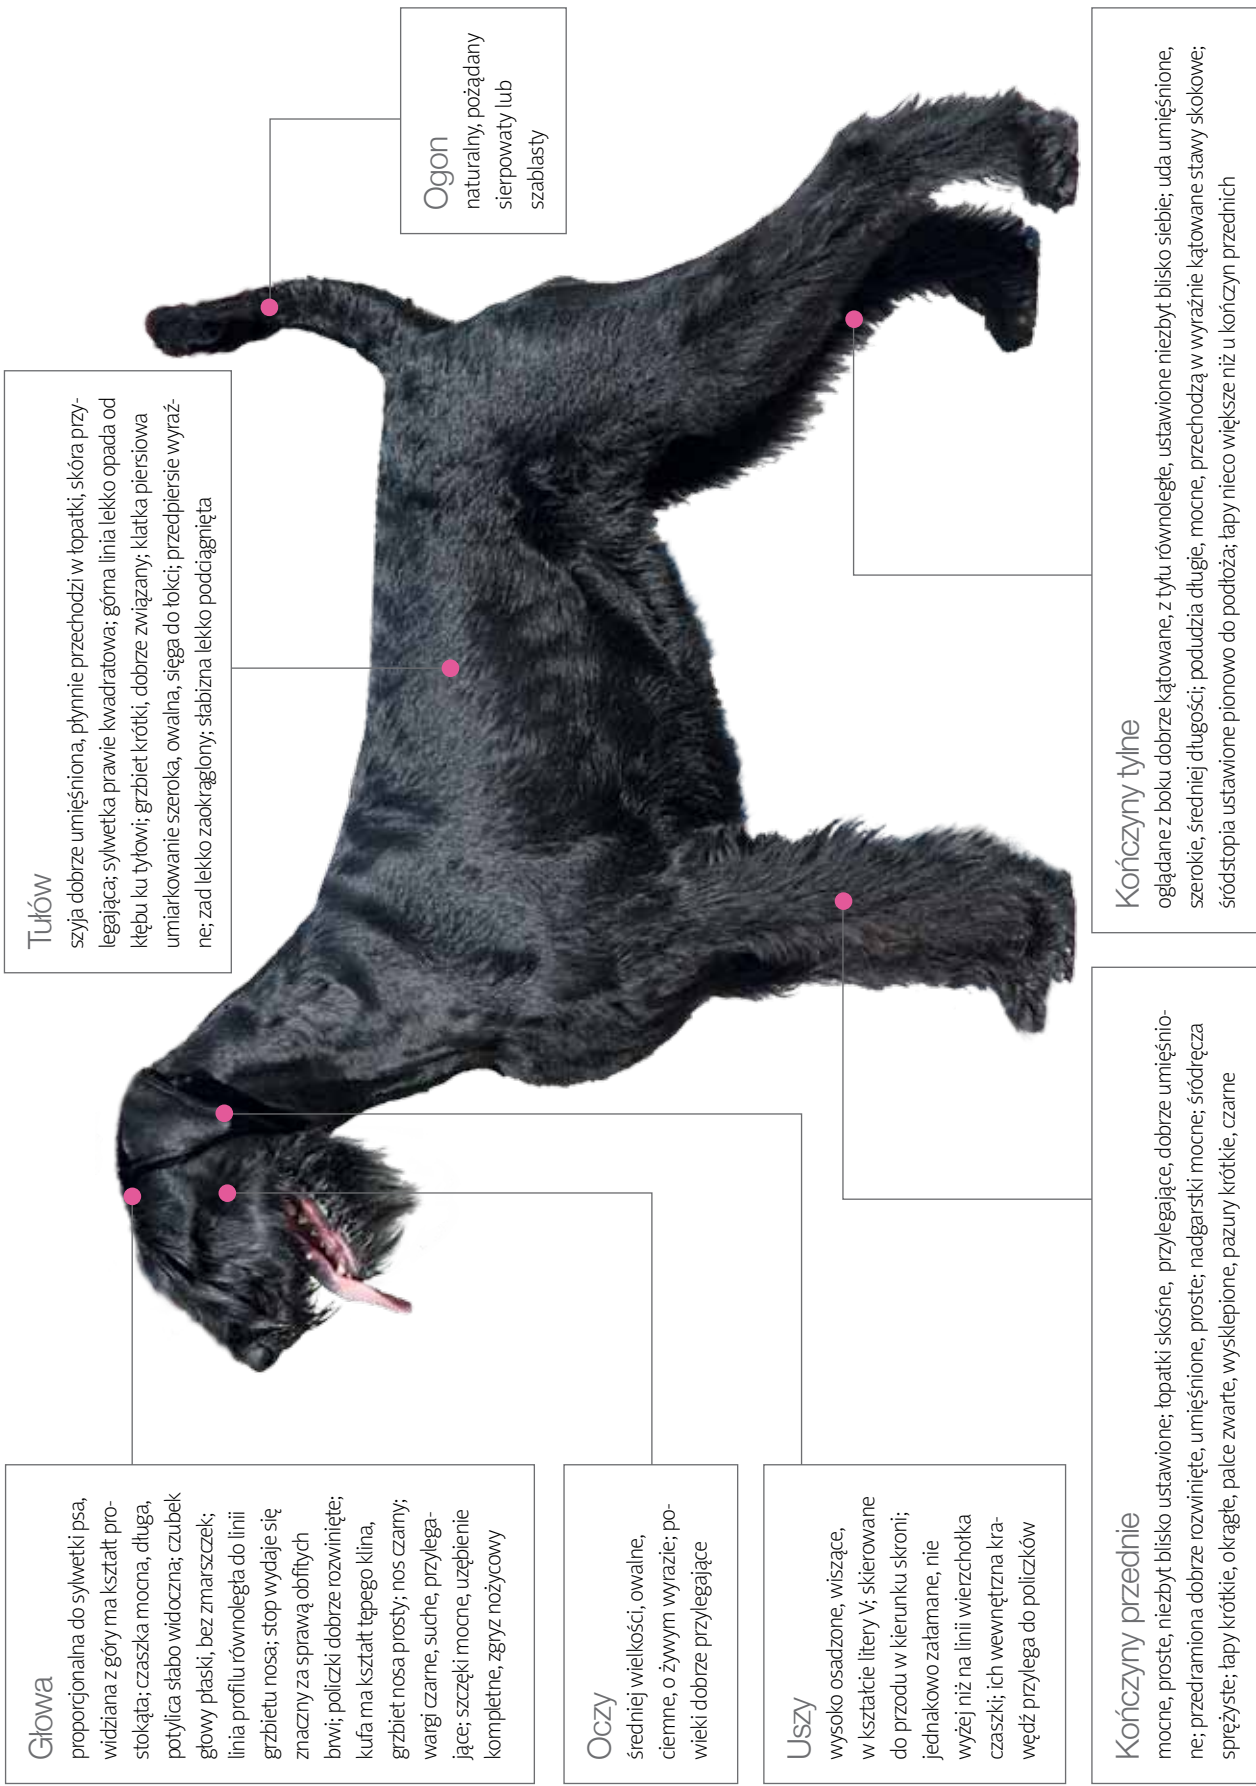 Głowa
proporcjonalna do sylwetki psa,
widziana z góry ma kształt pro-
stokąta; czaszka mocna, długa,
potylica słabo widoczna; czubek
głowy płaski, bez zmarszczek;
linia profilu równoległa do linii
grzbietu nosa; stop wydaje się
znaczny za sprawą obfitych
brwi; policzki dobrze rozwinięte;
kufa ma kształt tępego klina,
grzbiet nosa prosty; nos czarny;
wargi czarne, suche, przylega-
jące; szczęki mocne, uzębienie
kompletne, zgryz nożycowy
Oczy
średniej wielkości, owalne,
ciemne, o żywym wyrazie; po-
wieki dobrze przylegające
Uszy
wysoko osadzone, wiszące,
w kształcie litery V; skierowane
do przodu w kierunku skroni;
jednakowo załamane, nie
wyżej niż na linii wierzchołka
czaszki; ich wewnętrzna kra-
wędź przylega do policzków
Tułów
szyja dobrze umięśniona, płynnie przechodzi w łopatki, skóra przy-
legająca; sylwetka prawie kwadratowa; górna linia lekko opada od
kłębu ku tyłowi; grzbiet krótki, dobrze związany; klatka piersiowa
umiarkowanie szeroka, owalna, sięga do łokci; przedpiersie wyraź-
ne; zad lekko zaokrąglony; słabizna lekko podciągnięta
Ogon
naturalny, pożądany
sierpowaty lub
szablasty
Kończyny przednie
mocne, proste, niezbyt blisko ustawione; łopatki skośne, przylegające, dobrze umięśnio-
ne; przedramiona dobrze rozwinięte, umięśnione, proste; nadgarstki mocne; śródręcza
sprężyste; łapy krótkie, okrągłe, palce zwarte, wysklepione, pazury krótkie, czarne
Kończyny tylne
oglądane z boku dobrze kątowane, z tyłu równoległe, ustawione niezbyt blisko siebie; uda umięśnione,
szerokie, średniej długości; podudzia długie, mocne, przechodzą w wyraźnie kątowane stawy skokowe;
śródstopia ustawione pionowo do podłoża; łapy nieco większe niż u kończyn przednich